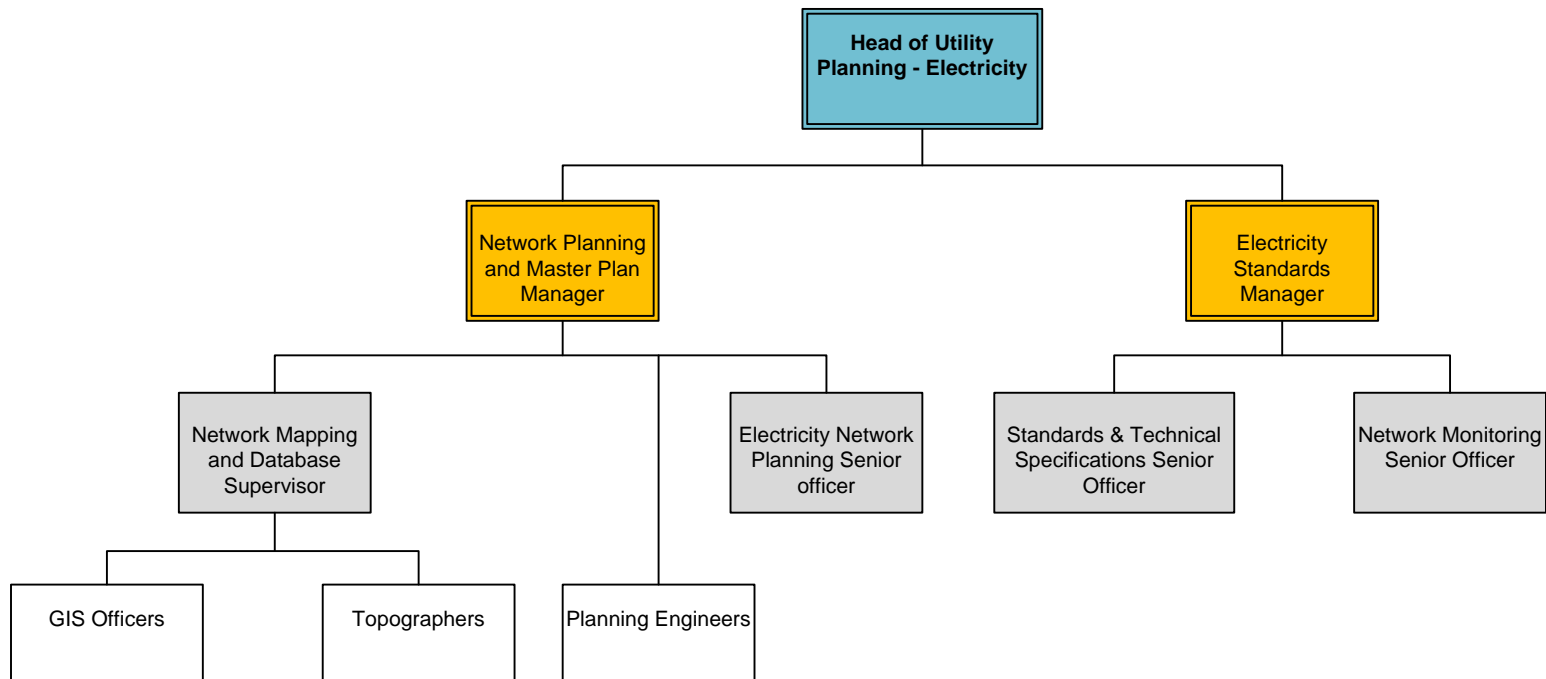 Head of Utility
Planning - Electricity
Network Planning
and Master Plan
Manager
Electricity
Standards
Manager
Network Mapping
and Database
Supervisor
Electricity Network
Planning Senior
officer
Standards & Technical
Specifications Senior
Officer
Network Monitoring
Senior Officer
GIS Officers
Topographers
Planning Engineers